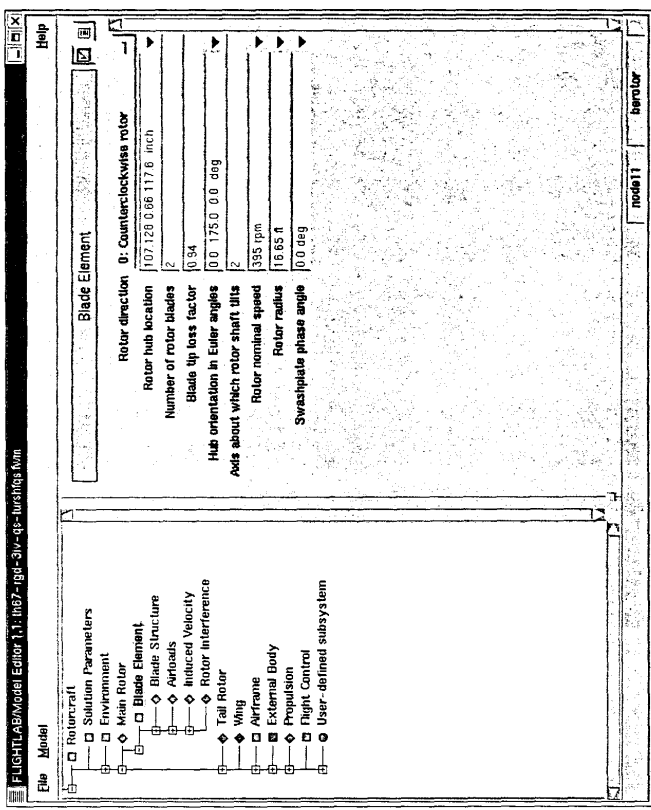 FLIGHTLAB/Model Editor 1.1: th67-rgd-3iv-qs-turshfqs fvm
File Model Help
Rotorcraft
Solution Parameters
Environment
Main Rotor
Blade Element
Blade Structure
Airloads
Induced Velocity
Rotor Interference
Tail Rotor
Wing
Airframe
External Body
Propulsion
Flight Control
User-defined subsystem
Blade Element
Rotor direction 0: Counterclockwise rotor
Rotor hub location 107.128 0.66 117.6 inch
Number of rotor blades 2
Blade tip loss factor 0.94
Hub orientation in Euler angles 0.0 175.0 0.0 deg
Axis about which rotor shaft tilts 2
Rotor nominal speed 395 rpm
Rotor radius 16.65 ft
Swashplate phase angle 0.0 deg
node11 berotor